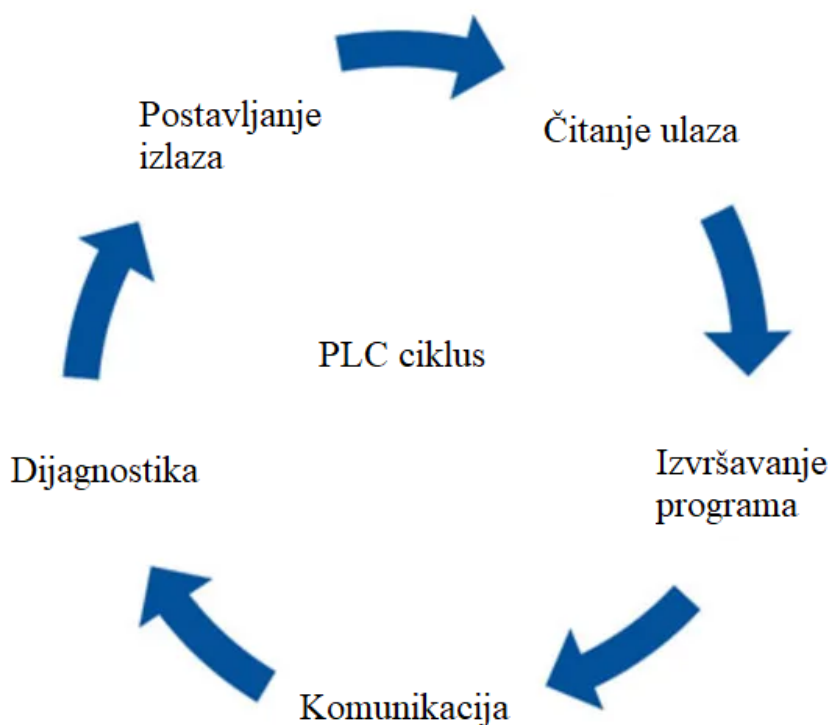 Postavljanje
izlaza
Čitanje ulaza
PLC ciklus
Dijagnostika
Izvršavanje
programa
Komunikacija